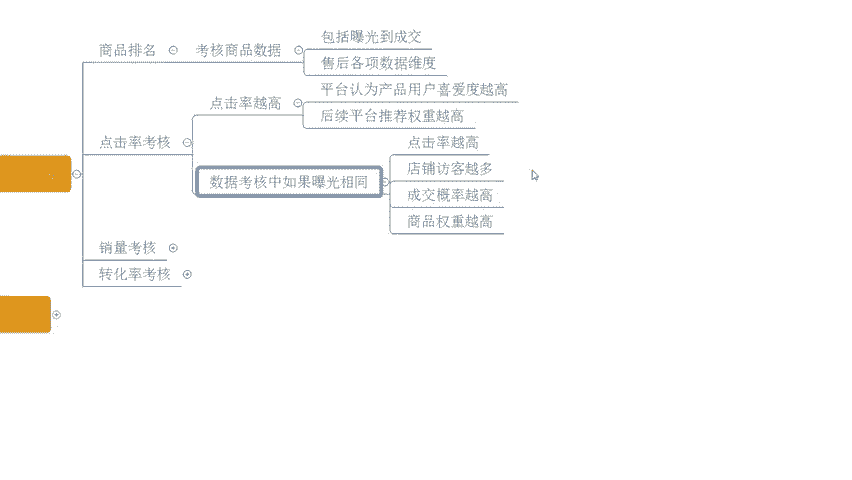 商品排名
考核商品数据
包括曝光到成交
售后各项数据维度
点击率考核
点击率越高
平台认为产品用户喜爱度越高
后续平台推荐权重越高
数据考核中如果曝光相同
点击率越高
店铺访客越多
成交概率越高
商品权重越高
销量考核
转化率考核